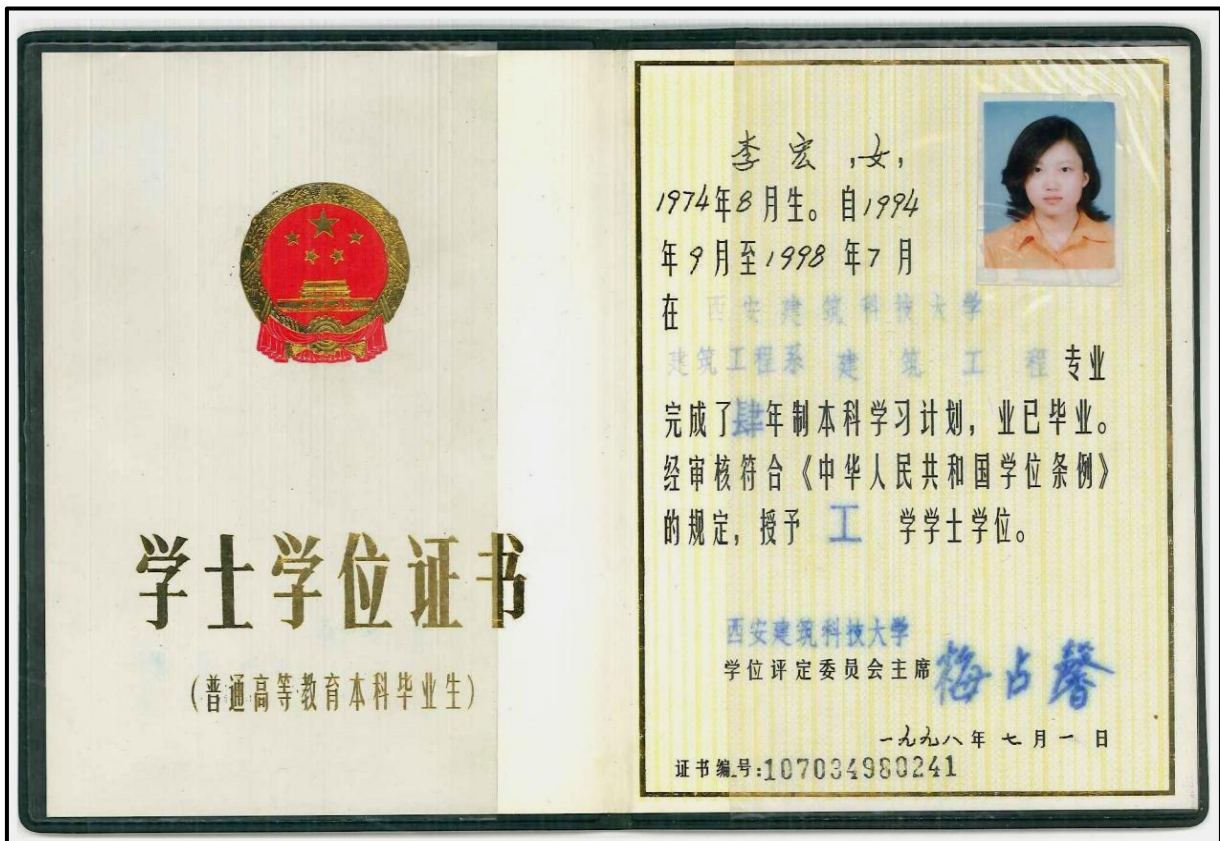 学士学位证书
(普通高等教育本科毕业生)
李宏,女,
1974年8月生。自1994
年9月至1998年7月
在 西安建筑科技大学
建筑工程系 建筑工程 专业
完成了肆年制本科学习计划，业已毕业。
经审核符合《中华人民共和国学位条例》
的规定，授予 工 学学士学位。
西安建筑科技大学
学位评定委员会主席 梅占馨
一九九八年七月一日
证书编号:107034980241